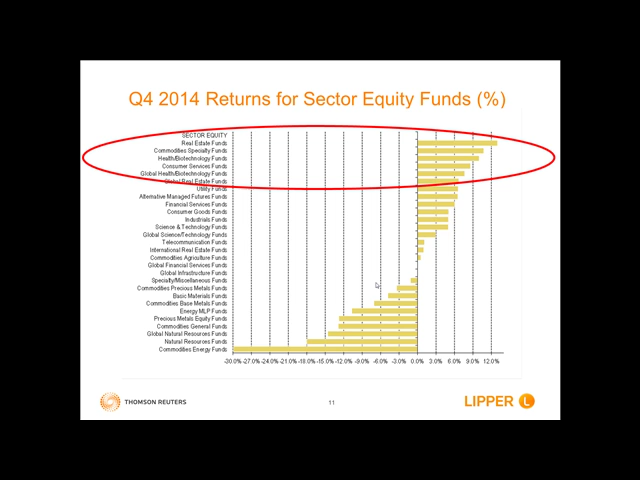 Q4 2014 Returns for Sector Equity Funds (%)
SECTOR EQUITY
Real Estate Funds
Commodities Specialty Funds
Health/Biotechnology Funds
Consumer Services Funds
Global Health/Biotechnology Funds
Global Real Estate Funds
Utility Funds
Alternative Managed Futures Funds
Financial Services Funds
Consumer Goods Funds
Industrials Funds
Science & Technology Funds
Global Science/Technology Funds
Telecommunication Funds
International Real Estate Funds
Commodities Agriculture Funds
Global Financial Services Funds
Global Infrastructure Funds
Specialty/Miscellaneous Funds
Commodities Precious Metals Funds
Basic Materials Funds
Commodities Base Metals Funds
Energy MLP Funds
Precious Metals Equity Funds
Commodities General Funds
Global Natural Resources Funds
Natural Resources Funds
Commodities Energy Funds
-30.0% -27.0% -24.0% -21.0% -18.0% -15.0% -12.0% -9.0% -6.0% -3.0% 0.0% 3.0% 6.0% 9.0% 12.0%
THOMSON REUTERS
11
LIPPER L